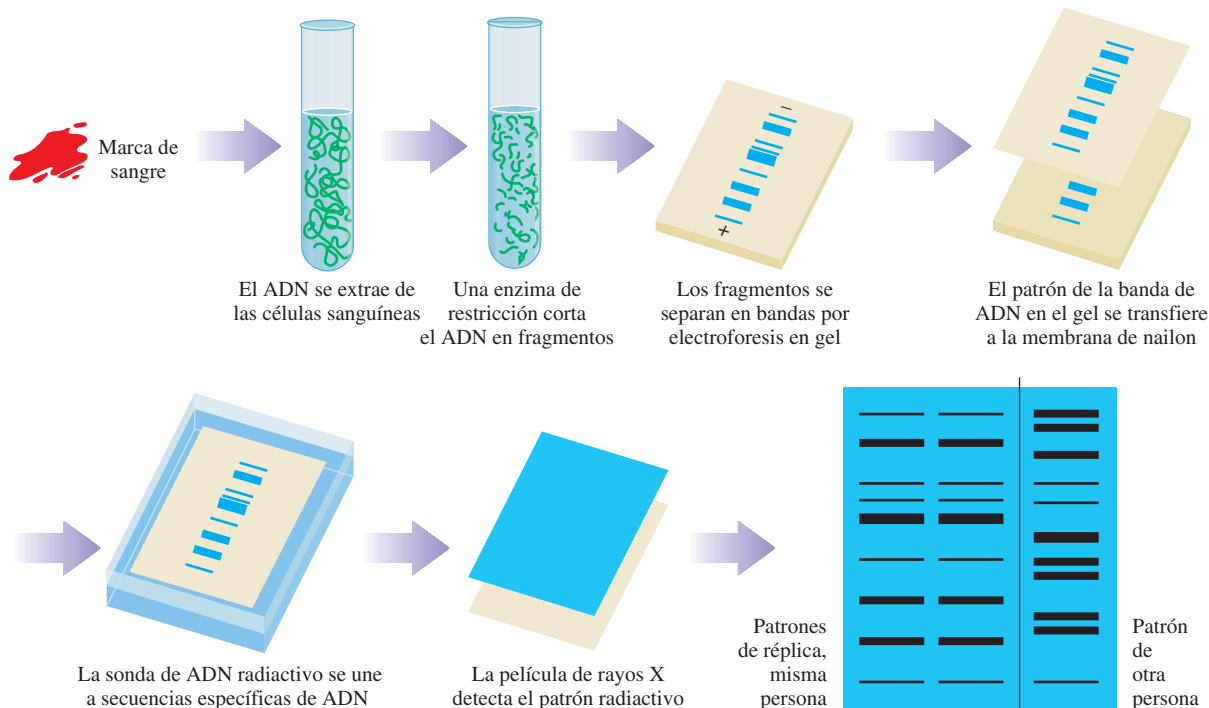 Marca de
sangre
El ADN se extrae de
las células sanguíneas
Una enzima de
restricción corta
el ADN en fragmentos
−
+
Los fragmentos se
separan en bandas por
electroforesis en gel
El patrón de la banda de
ADN en el gel se transfiere
a la membrana de nailon
La sonda de ADN radiactivo se une
a secuencias específicas de ADN
La película de rayos X
detecta el patrón radiactivo
Patrones
de réplica,
misma
persona
Patrón
de
otra
persona